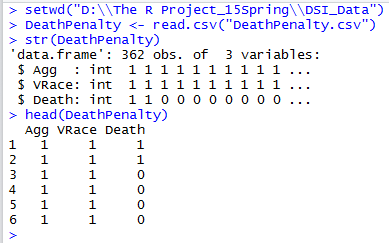 > setwd("D:\\The R Project_15Spring\\DSI_Data")
> DeathPenalty <- read.csv("DeathPenalty.csv")
> str(DeathPenalty)
'data.frame': 362 obs. of  3 variables:
 $ Agg  : int  1 1 1 1 1 1 1 1 1 1 ...
 $ VRace: int  1 1 1 1 1 1 1 1 1 1 ...
 $ Death: int  1 1 0 0 0 0 0 0 0 0 ...
> head(DeathPenalty)
  Agg VRace Death
1   1     1     1
2   1     1     1
3   1     1     0
4   1     1     0
5   1     1     0
6   1     1     0
>